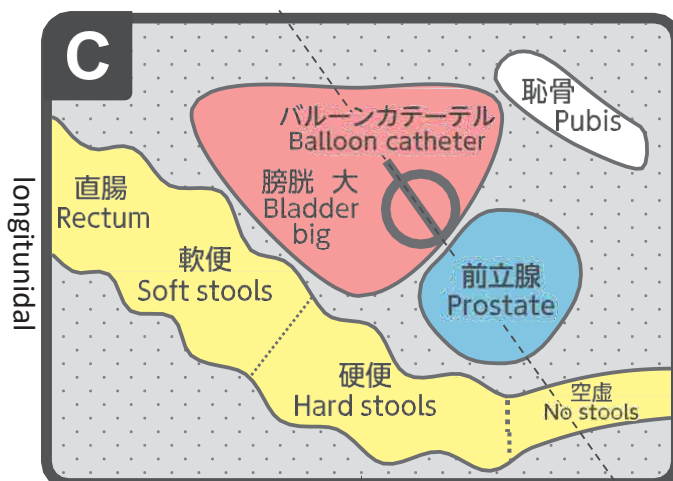 C
恥骨
Pubis
バルーンカテーテル
Balloon catheter
膀胱 大
Bladder
big
直腸
Rectum
軟便
Soft stools
前立腺
Prostate
硬便
Hard stools
空虚
No stools
longitunidal